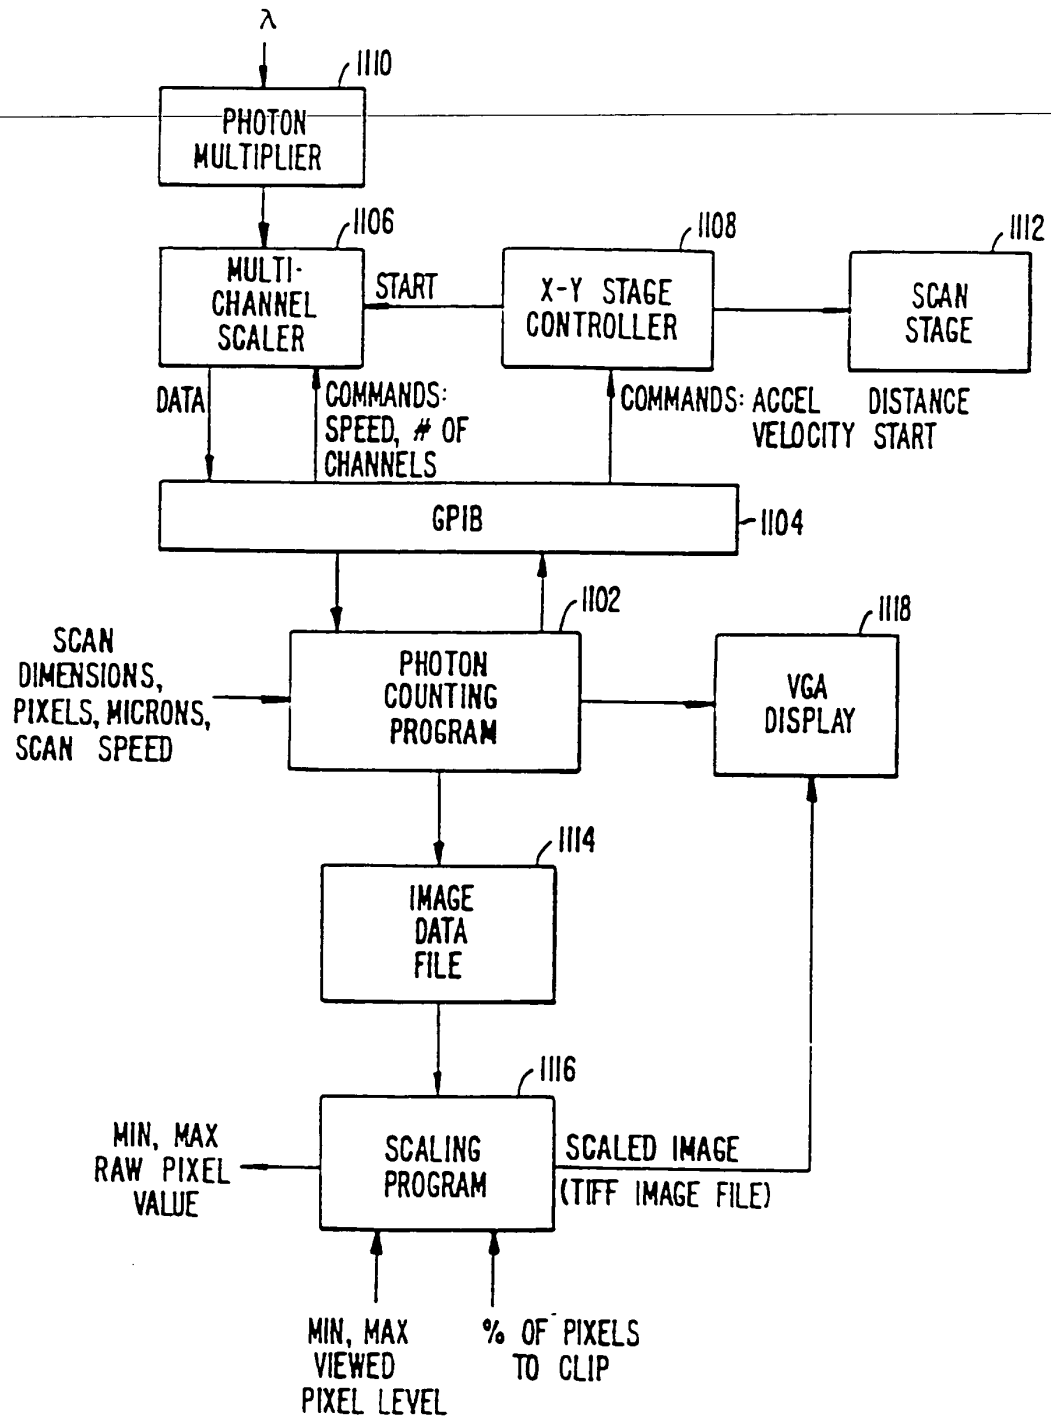 λ
1110
PHOTON
MULTIPLIER
1106
MULTI-
CHANNEL
SCALER
START
1108
X-Y STAGE
CONTROLLER
1112
SCAN
STAGE
DATA
COMMANDS:
SPEED, # OF
CHANNELS
COMMANDS: ACCEL DISTANCE
VELOCITY START
GPIB
1104
1102
SCAN
DIMENSIONS,
PIXELS, MICRONS,
SCAN SPEED
PHOTON
COUNTING
PROGRAM
1118
VGA
DISPLAY
1114
IMAGE
DATA
FILE
1116
MIN, MAX
RAW PIXEL
VALUE
SCALING
PROGRAM
SCALED IMAGE
(TIFF IMAGE FILE)
MIN, MAX
VIEWED
PIXEL LEVEL
% OF PIXELS
TO CLIP